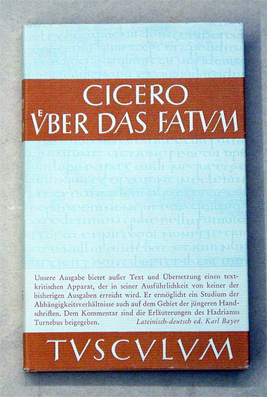 CICERO
VͤBER DAS FATVM
Unsere Ausgabe bietet außer Text und Übersetzung einen text-
kritischen Apparat, der in seiner Ausführlichkeit von keiner der
bisherigen Ausgaben erreicht wird. Er ermöglicht ein Studium der
Abhängigkeitsverhältnisse auch auf dem Gebiet der jüngeren Hand-
schriften. Dem Kommentar sind die Erläuterungen des Hadrianus
Turnebus beigegeben. Lateinisch-deutsch ed. Karl Bayer
TVSCVLVM